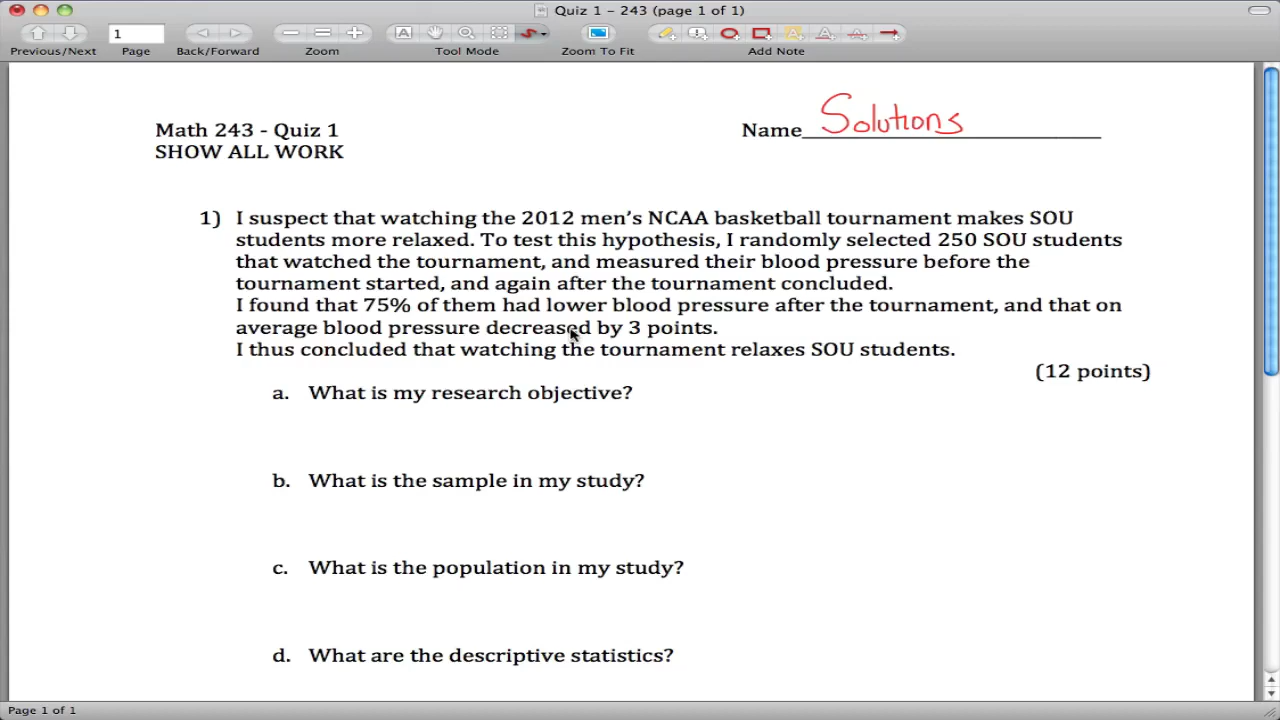 Quiz 1 – 243 (page 1 of 1)
1
Previous/Next Page Back/Forward Zoom Tool Mode Zoom To Fit Add Note
Math 243 - Quiz 1
Name Solutions
SHOW ALL WORK
1) I suspect that watching the 2012 men's NCAA basketball tournament makes SOU
students more relaxed. To test this hypothesis, I randomly selected 250 SOU students
that watched the tournament, and measured their blood pressure before the
tournament started, and again after the tournament concluded.
I found that 75% of them had lower blood pressure after the tournament, and that on
average blood pressure decreased by 3 points.
I thus concluded that watching the tournament relaxes SOU students.
(12 points)
a. What is my research objective?
b. What is the sample in my study?
c. What is the population in my study?
d. What are the descriptive statistics?
Page 1 of 1